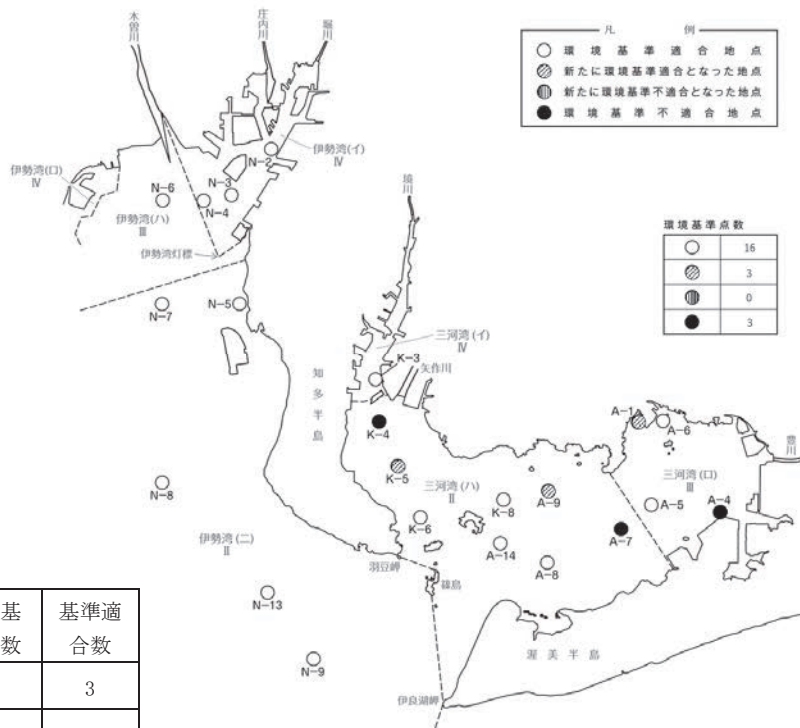 木曽川
庄内川
堀川
凡 例
環境基準適合地点
新たに環境基準適合となった地点
新たに環境基準不適合となった地点
環境基準不適合地点
伊勢湾(イ)
Ⅳ
N-2
伊勢湾(ロ)
Ⅳ
N-6
N-3
N-4
伊勢湾(ハ)
Ⅲ
境川
環境基準点数
16
3
0
3
伊勢湾灯標
N-7
N-5
三河湾(イ)
Ⅳ
K-3
矢作川
知多半島
K-4
A-1
A-6
豊川
K-5
三河湾(ハ)
Ⅱ
三河湾(ロ)
Ⅲ
N-8
K-8
A-9
A-5
A-4
K-6
A-7
伊勢湾(ニ)
Ⅱ
A-14
A-8
羽豆岬
篠島
N-13
基
数
基準適
合数
3
N-9
渥美半島
伊良湖岬